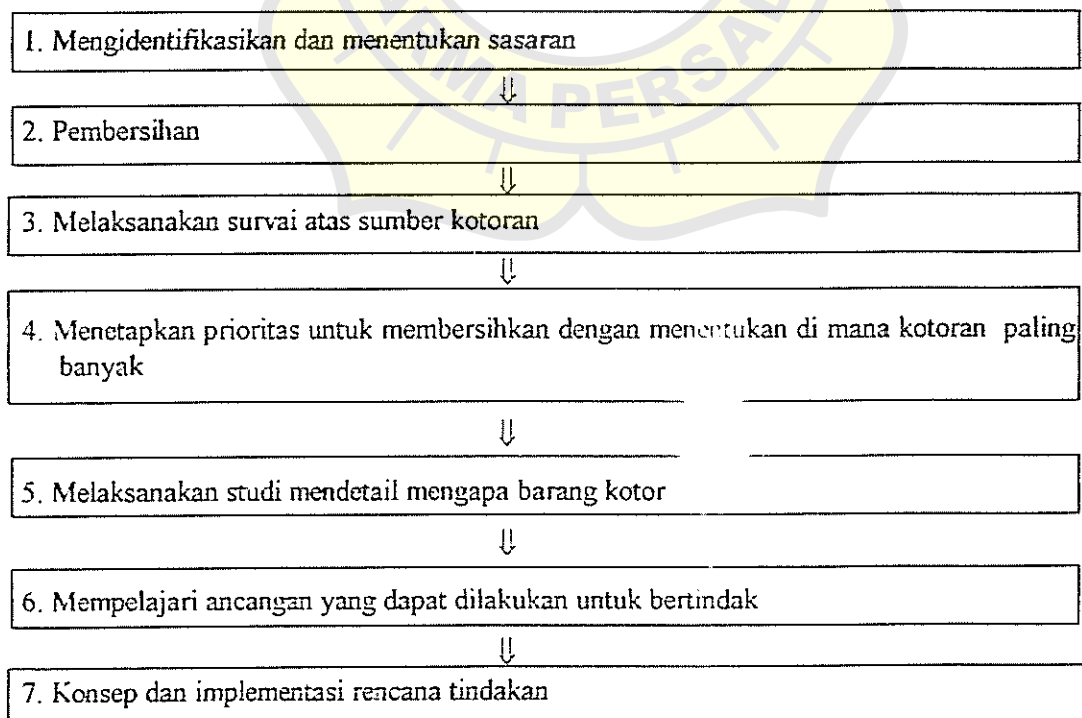 ARMA PERSA
1. Mengidentifikasikan dan menentukan sasaran
⇓
2. Pembersihan
⇓
3. Melaksanakan survai atas sumber kotoran
⇓
4. Menetapkan prioritas untuk membersihkan dengan menentukan di mana kotoran paling
banyak
⇓
5. Melaksanakan studi mendetail mengapa barang kotor
⇓
6. Mempelajari ancangan yang dapat dilakukan untuk bertindak
⇓
7. Konsep dan implementasi rencana tindakan